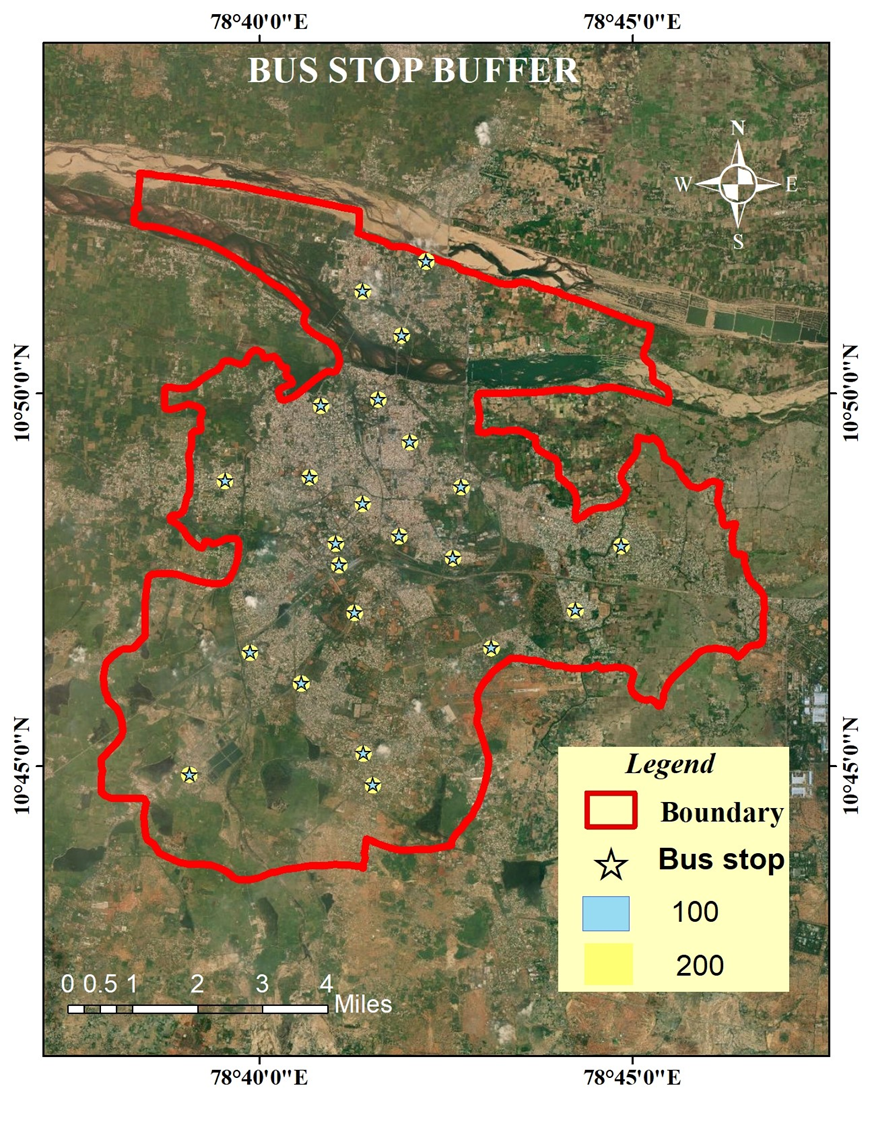 78°40'0"E 78°45'0"E
BUS STOP BUFFER
N
W E
S
10°50'0"N 10°50'0"N
10°45'0"N 10°45'0"N
Legend
Boundary
Bus stop
100
200
0 0.5 1 2 3 4
Miles
78°40'0"E 78°45'0"E